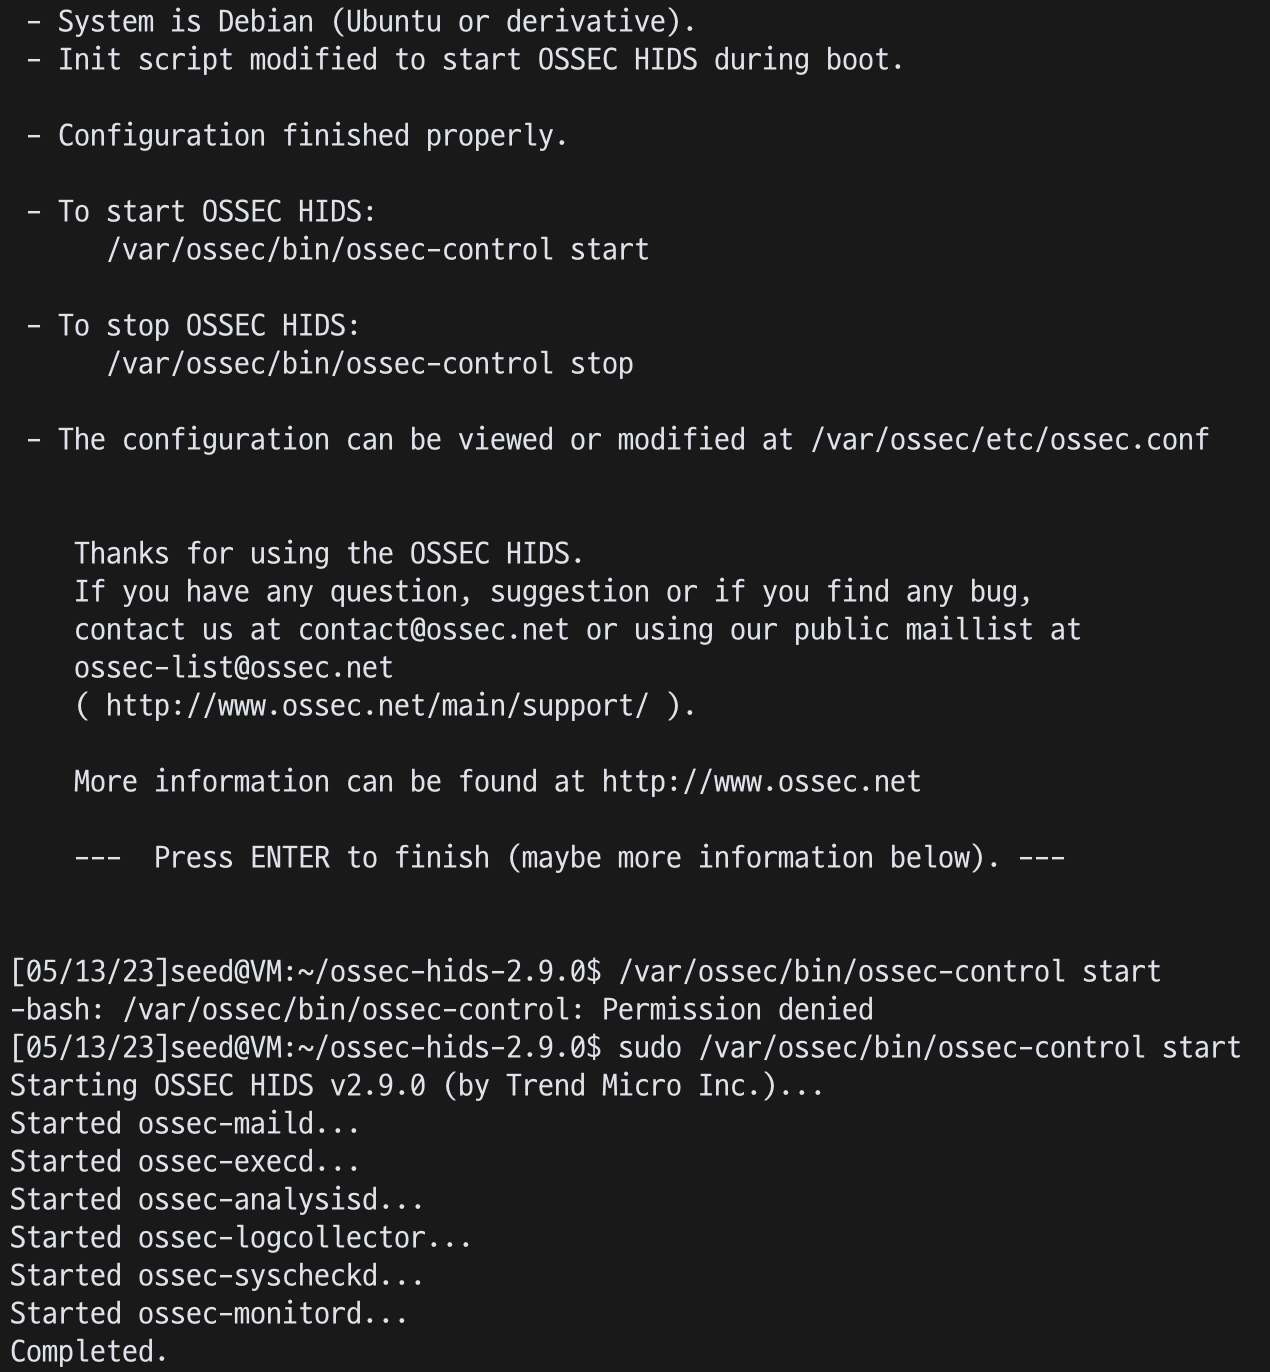 - System is Debian (Ubuntu or derivative).
- Init script modified to start OSSEC HIDS during boot.
- Configuration finished properly.
- To start OSSEC HIDS:
/var/ossec/bin/ossec-control start
- To stop OSSEC HIDS:
/var/ossec/bin/ossec-control stop
- The configuration can be viewed or modified at /var/ossec/etc/ossec.conf
Thanks for using the OSSEC HIDS.
If you have any question, suggestion or if you find any bug,
contact us at contact@ossec.net or using our public maillist at
ossec-list@ossec.net
( http://www.ossec.net/main/support/ ).
More information can be found at http://www.ossec.net
---  Press ENTER to finish (maybe more information below). ---
[05/13/23]seed@VM:~/ossec-hids-2.9.0$ /var/ossec/bin/ossec-control start
-bash: /var/ossec/bin/ossec-control: Permission denied
[05/13/23]seed@VM:~/ossec-hids-2.9.0$ sudo /var/ossec/bin/ossec-control start
Starting OSSEC HIDS v2.9.0 (by Trend Micro Inc.)...
Started ossec-maild...
Started ossec-execd...
Started ossec-analysisd...
Started ossec-logcollector...
Started ossec-syscheckd...
Started ossec-monitord...
Completed.